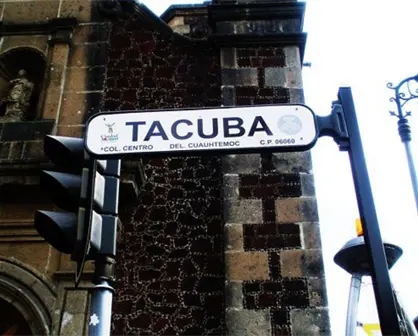 TACUBA
COL. CENTRO DEL. CUAUHTEMOC C.P. 06060